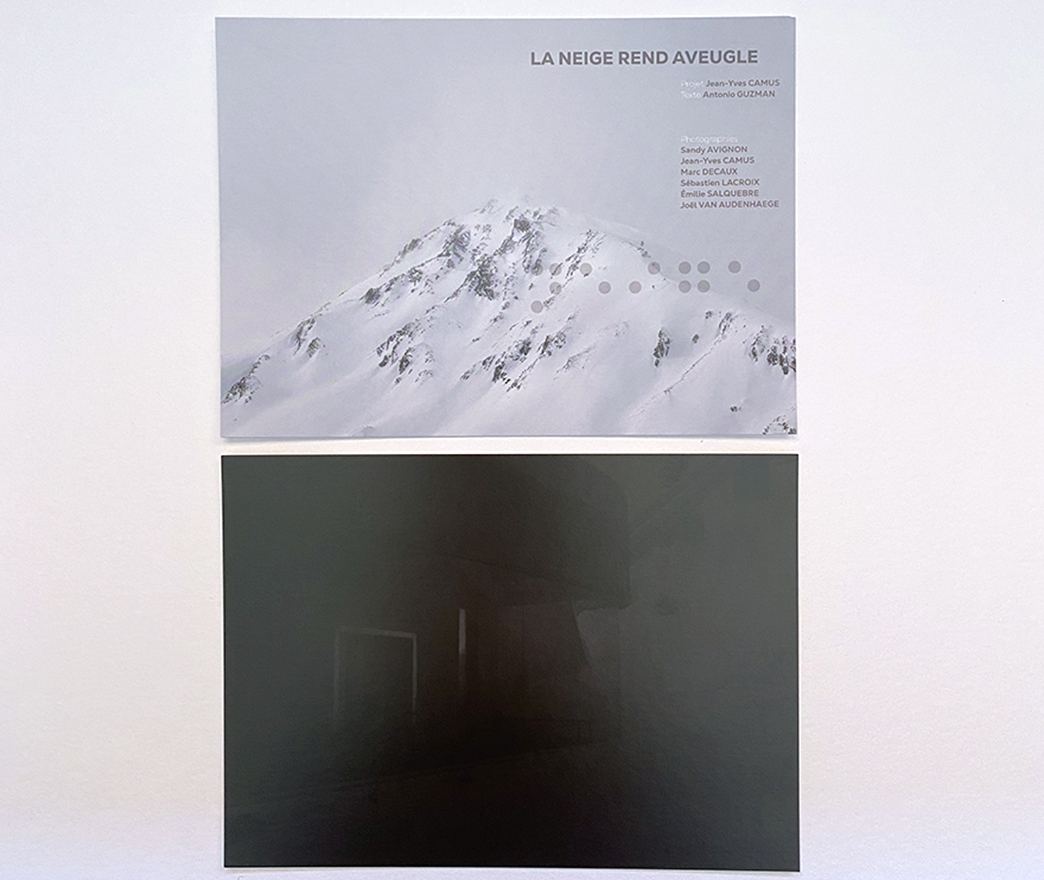 LA NEIGE REND AVEUGLE
Projet Jean-Yves CAMUS
Texte Antonio GUZMAN
Photographies
Sandy AVIGNON
Jean-Yves CAMUS
Marc DECAUX
Sébastien LACROIX
Émilie SALQUEBRE
Joël VAN AUDENHAEGE
⠝⠑⠊⠛⠑